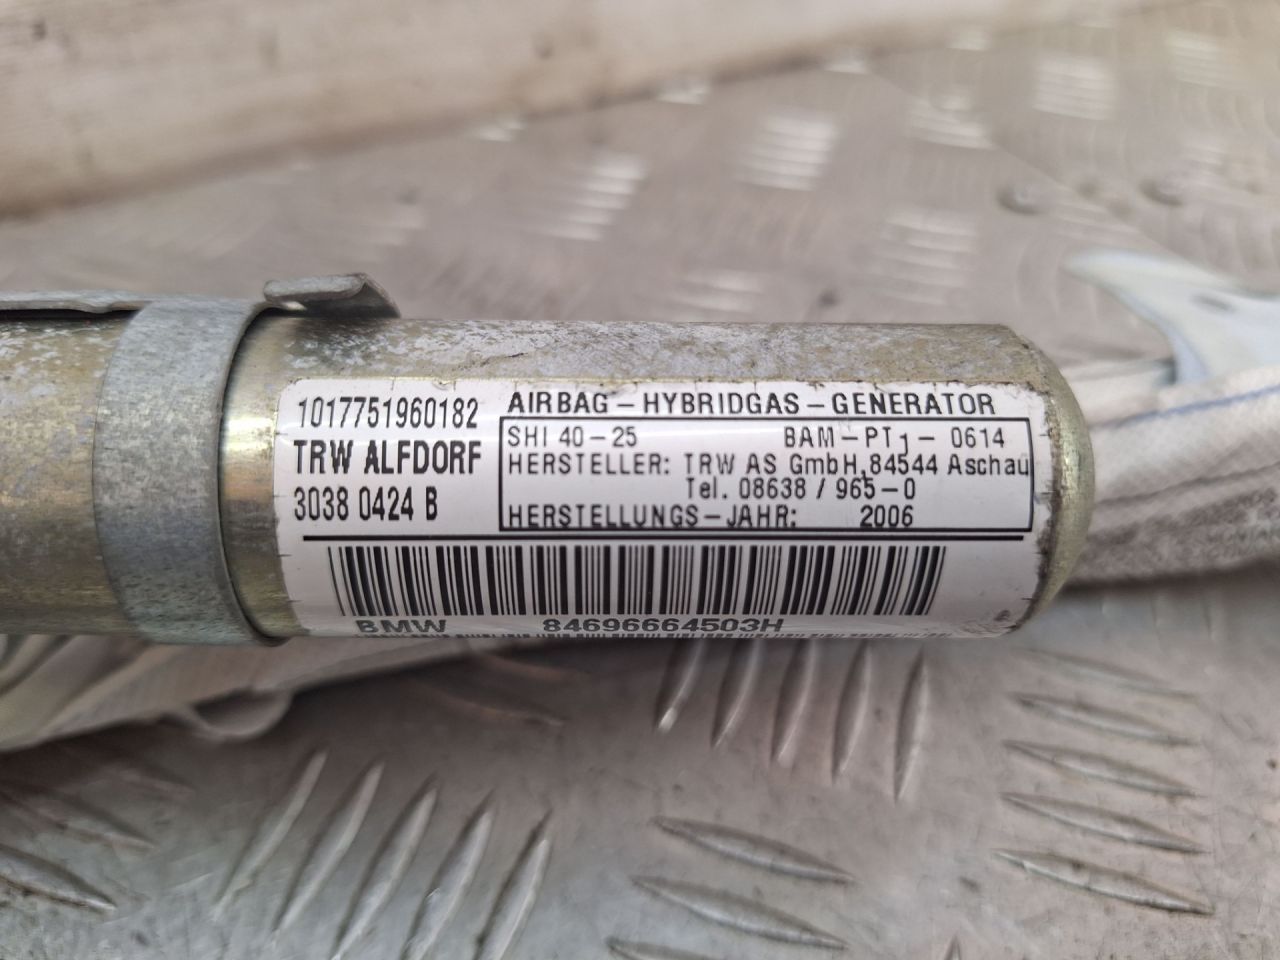 1017751960182
TRW ALFDORF
3038 0424 B
AIRBAG-HYBRIDGAS-GENERATOR
SHI 40-25 BAM-PT1-0614
HERSTELLER: TRW AS GmbH,84544 Aschau
Tel. 08638 / 965-0
HERSTELLUNGS-JAHR: 2006
BMW 84696664503H